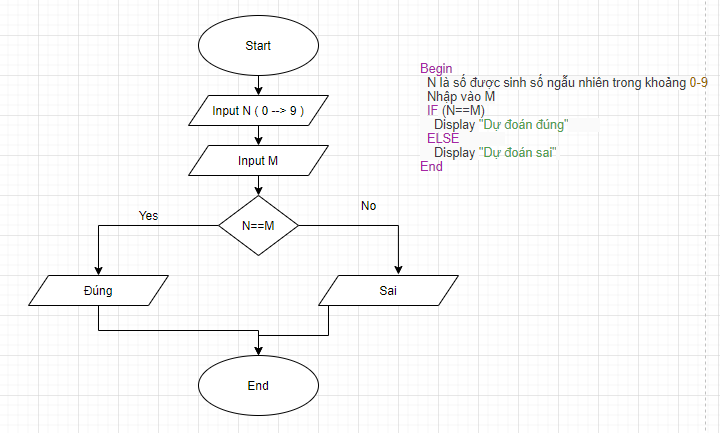 Start
Input N ( 0 --> 9 )
Input M
N==M
Yes
No
Đúng
Sai
End
Begin
N là số được sinh số ngẫu nhiên trong khoảng 0-9
Nhập vào M
IF (N==M)
Display "Dự đoán đúng"
ELSE
Display "Dự đoán sai"
End